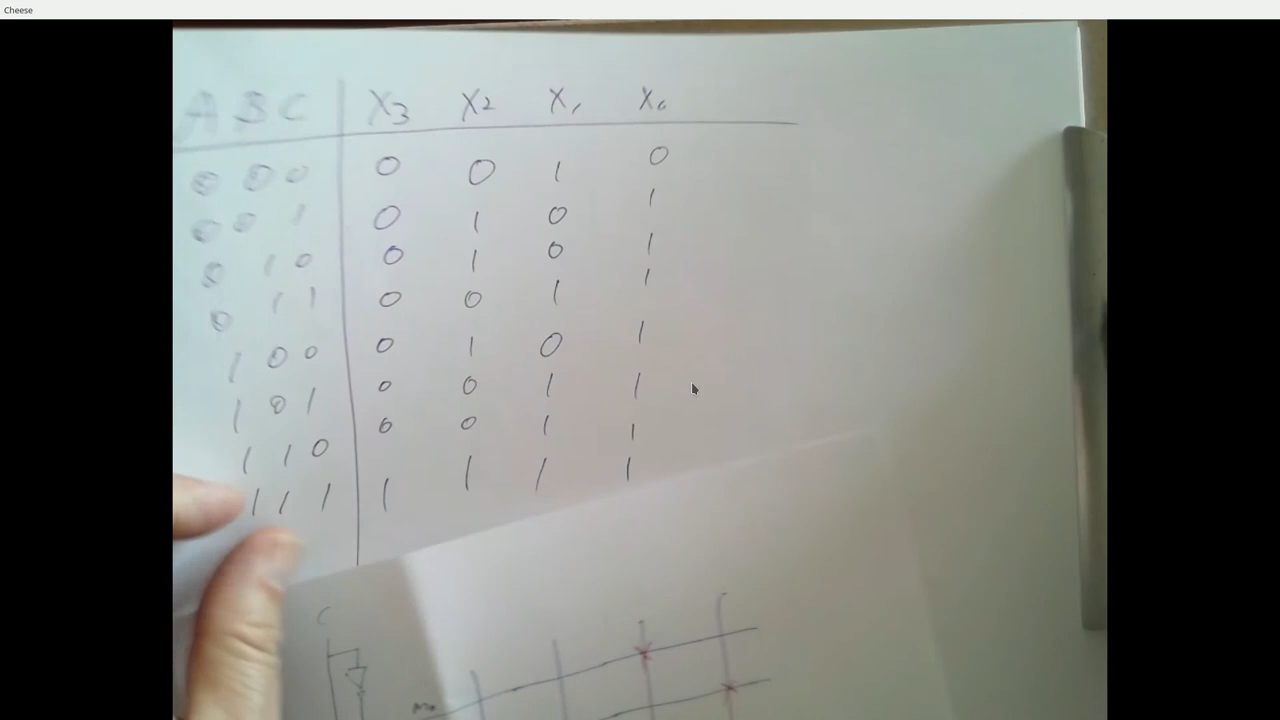 Cheese
A B C X3 X2 X1 X0
0 0 0 0 0 1 0
0 0 1 0 1 0 1
0 1 0 0 1 0 1
0 1 1 0 0 1 1
1 0 0 0 1 0 1
1 0 1 0 0 1 1
1 1 0 0 0 1 1
1 1 1 1 1 1 1
C
m0